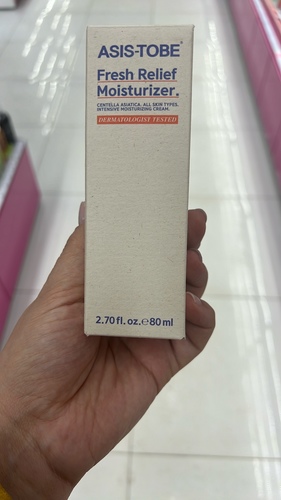 ASIS-TOBE
Fresh Relief
Moisturizer.
CENTELLA ASIATICA. ALL SKIN TYPES.
INTENSIVE MOISTURIZING CREAM.
DERMATOLOGIST TESTED
2.70 fl. oz. ℮ 80 ml